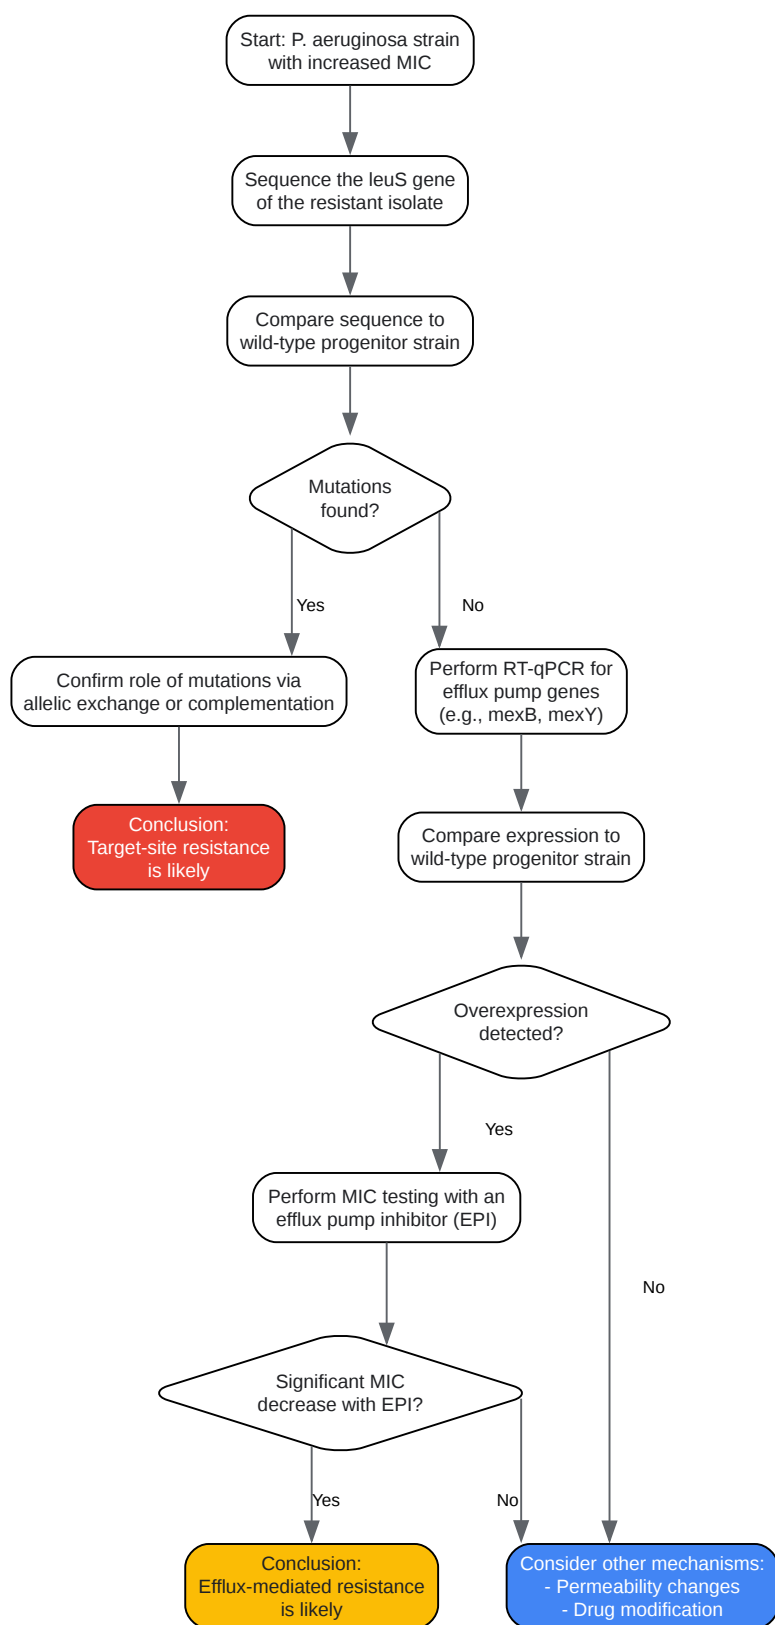 Start: P. aeruginosa strain
with increased MIC
Sequence the leuS gene
of the resistant isolate
Compare sequence to
wild-type progenitor strain
Mutations
found?
Yes
No
Confirm role of mutations via
allelic exchange or complementation
Perform RT-qPCR for
efflux pump genes
(e.g., mexB, mexY)
Conclusion:
Target-site resistance
is likely
Compare expression to
wild-type progenitor strain
Overexpression
detected?
Yes
Perform MIC testing with an
efflux pump inhibitor (EPI)
No
Significant MIC
decrease with EPI?
Yes
No
Conclusion:
Efflux-mediated resistance
is likely
Consider other mechanisms:
- Permeability changes
- Drug modification